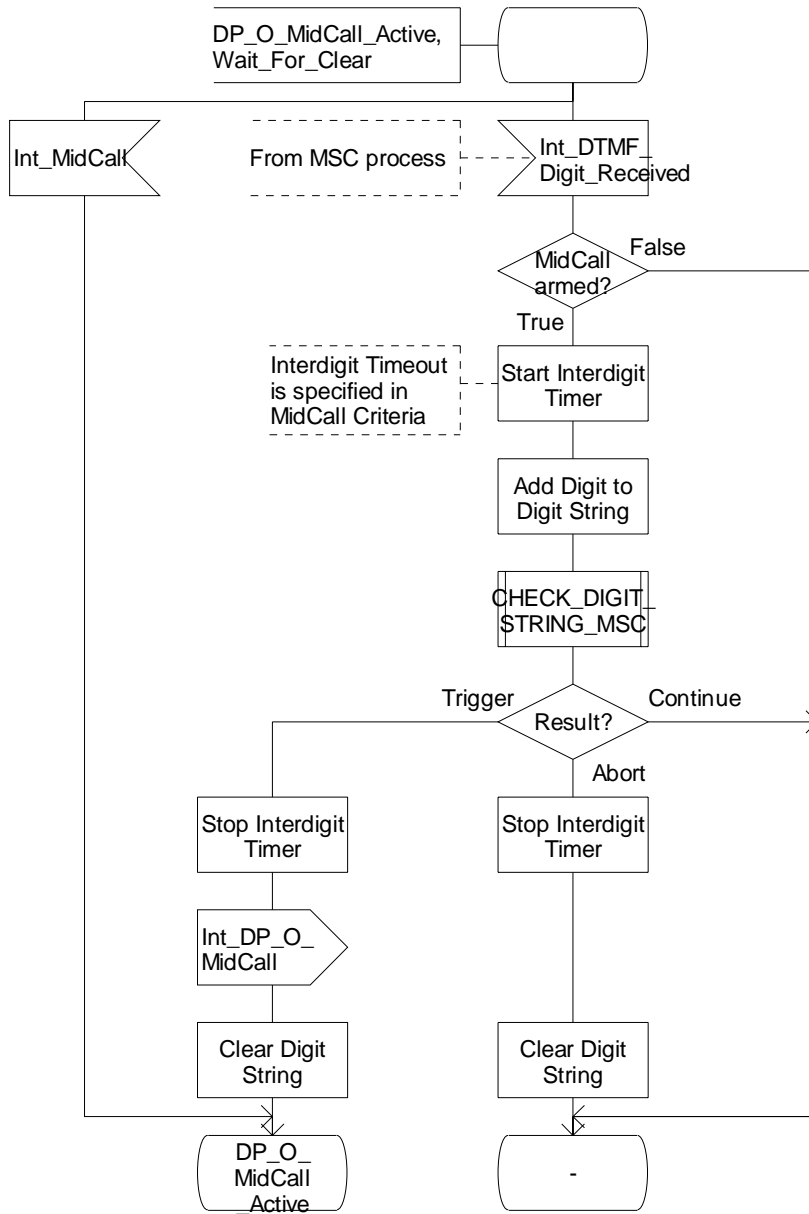 DP_O_MidCall_Active,
Wait_For_Clear
Int_MidCall
From MSC process
Int_DTMF_
Digit_Received
MidCall
armed?
False
True
Interdigit Timeout
is specified in
MidCall Criteria
Start Interdigit
Timer
Add Digit to
Digit String
CHECK_DIGIT_
STRING_MSC
Trigger
Result?
Continue
Abort
Stop Interdigit
Timer
Stop Interdigit
Timer
Int_DP_O_
MidCall
Clear Digit
String
Clear Digit
String
DP_O_
MidCall
_Active
-